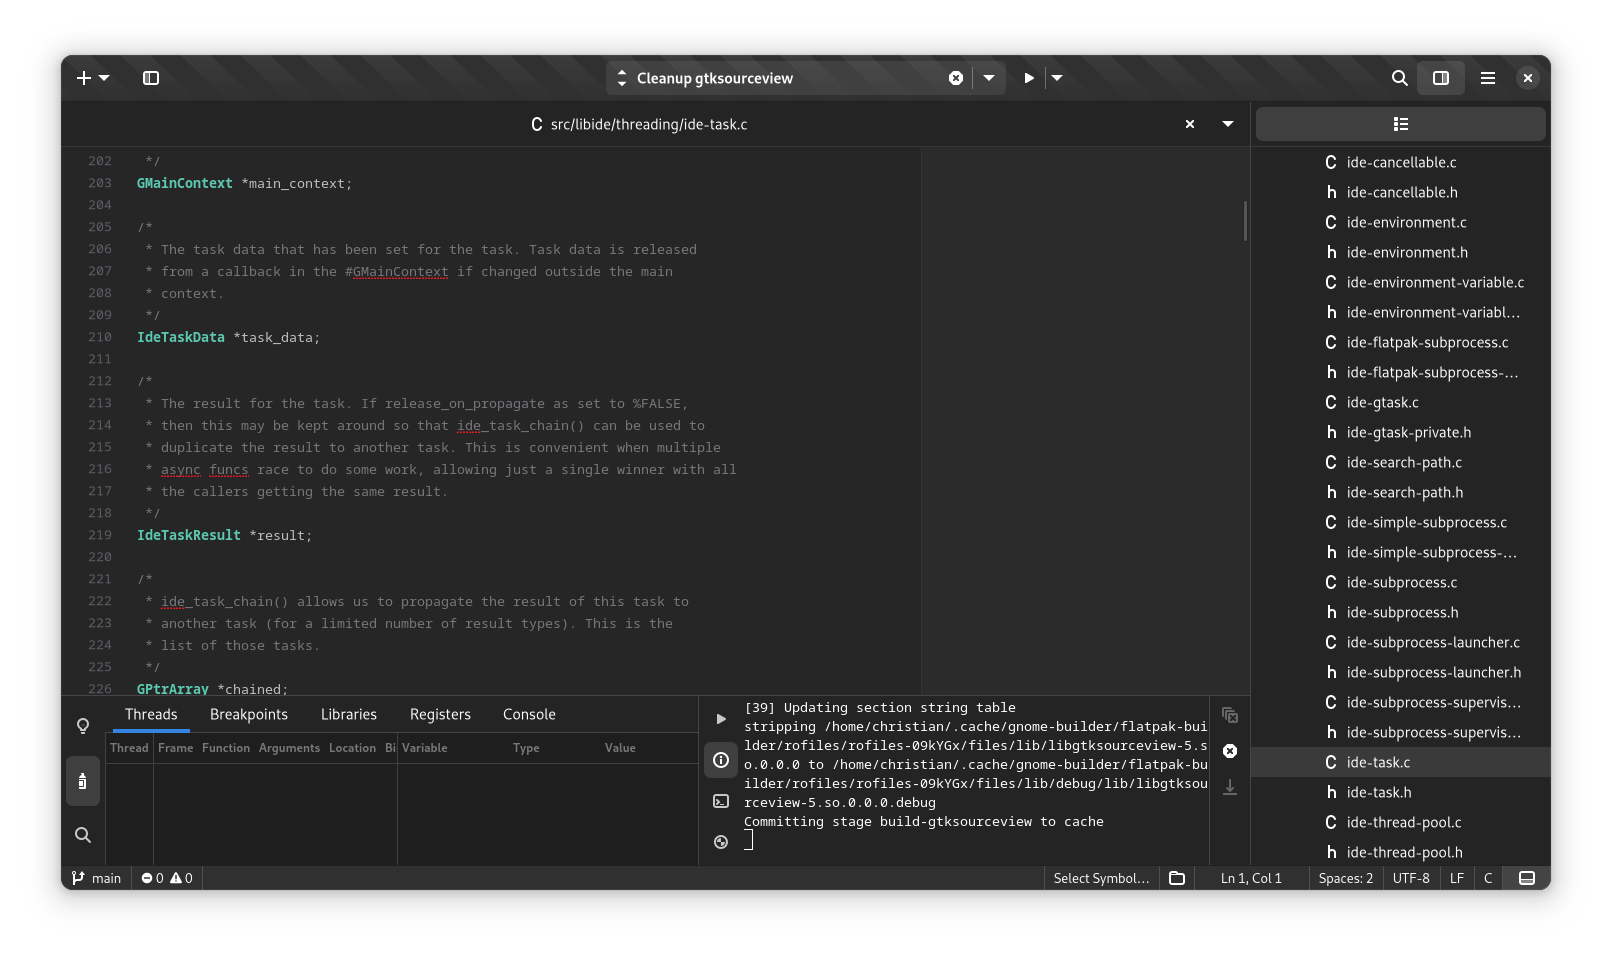 Cleanup gtksourceview
C src/libide/threading/ide-task.c
202 */
203 GMainContext *main_context;
204
205 /*
206 * The task data that has been set for the task. Task data is released
207 * from a callback in the #GMainContext if changed outside the main
208 * context.
209 */
210 IdeTaskData *task_data;
211
212 /*
213 * The result for the task. If release_on_propagate as set to %FALSE,
214 * then this may be kept around so that ide_task_chain() can be used to
215 * duplicate the result to another task. This is convenient when multiple
216 * async funcs race to do some work, allowing just a single winner with all
217 * the callers getting the same result.
218 */
219 IdeTaskResult *result;
220
221 /*
222 * ide_task_chain() allows us to propagate the result of this task to
223 * another task (for a limited number of result types). This is the
224 * list of those tasks.
225 */
226 GPtrArray *chained;
C ide-cancellable.c
h ide-cancellable.h
C ide-environment.c
h ide-environment.h
C ide-environment-variable.c
h ide-environment-variabl...
C ide-flatpak-subprocess.c
h ide-flatpak-subprocess-...
C ide-gtask.c
h ide-gtask-private.h
C ide-search-path.c
h ide-search-path.h
C ide-simple-subprocess.c
h ide-simple-subprocess-...
C ide-subprocess.c
h ide-subprocess.h
C ide-subprocess-launcher.c
h ide-subprocess-launcher.h
C ide-subprocess-supervis...
h ide-subprocess-supervis...
C ide-task.c
h ide-task.h
C ide-thread-pool.c
h ide-thread-pool.h
Threads Breakpoints Libraries Registers Console
Thread Frame Function Arguments Location Bi Variable Type Value
[39] Updating section string table
stripping /home/christian/.cache/gnome-builder/flatpak-bui
lder/rofiles/rofiles-09kYGx/files/lib/libgtksourceview-5.s
o.0.0.0 to /home/christian/.cache/gnome-builder/flatpak-bu
ilder/rofiles/rofiles-09kYGx/files/lib/debug/lib/libgtksou
rceview-5.so.0.0.0.debug
Committing stage build-gtksourceview to cache
main 0 0 Select Symbol... Ln 1, Col 1 Spaces: 2 UTF-8 LF C